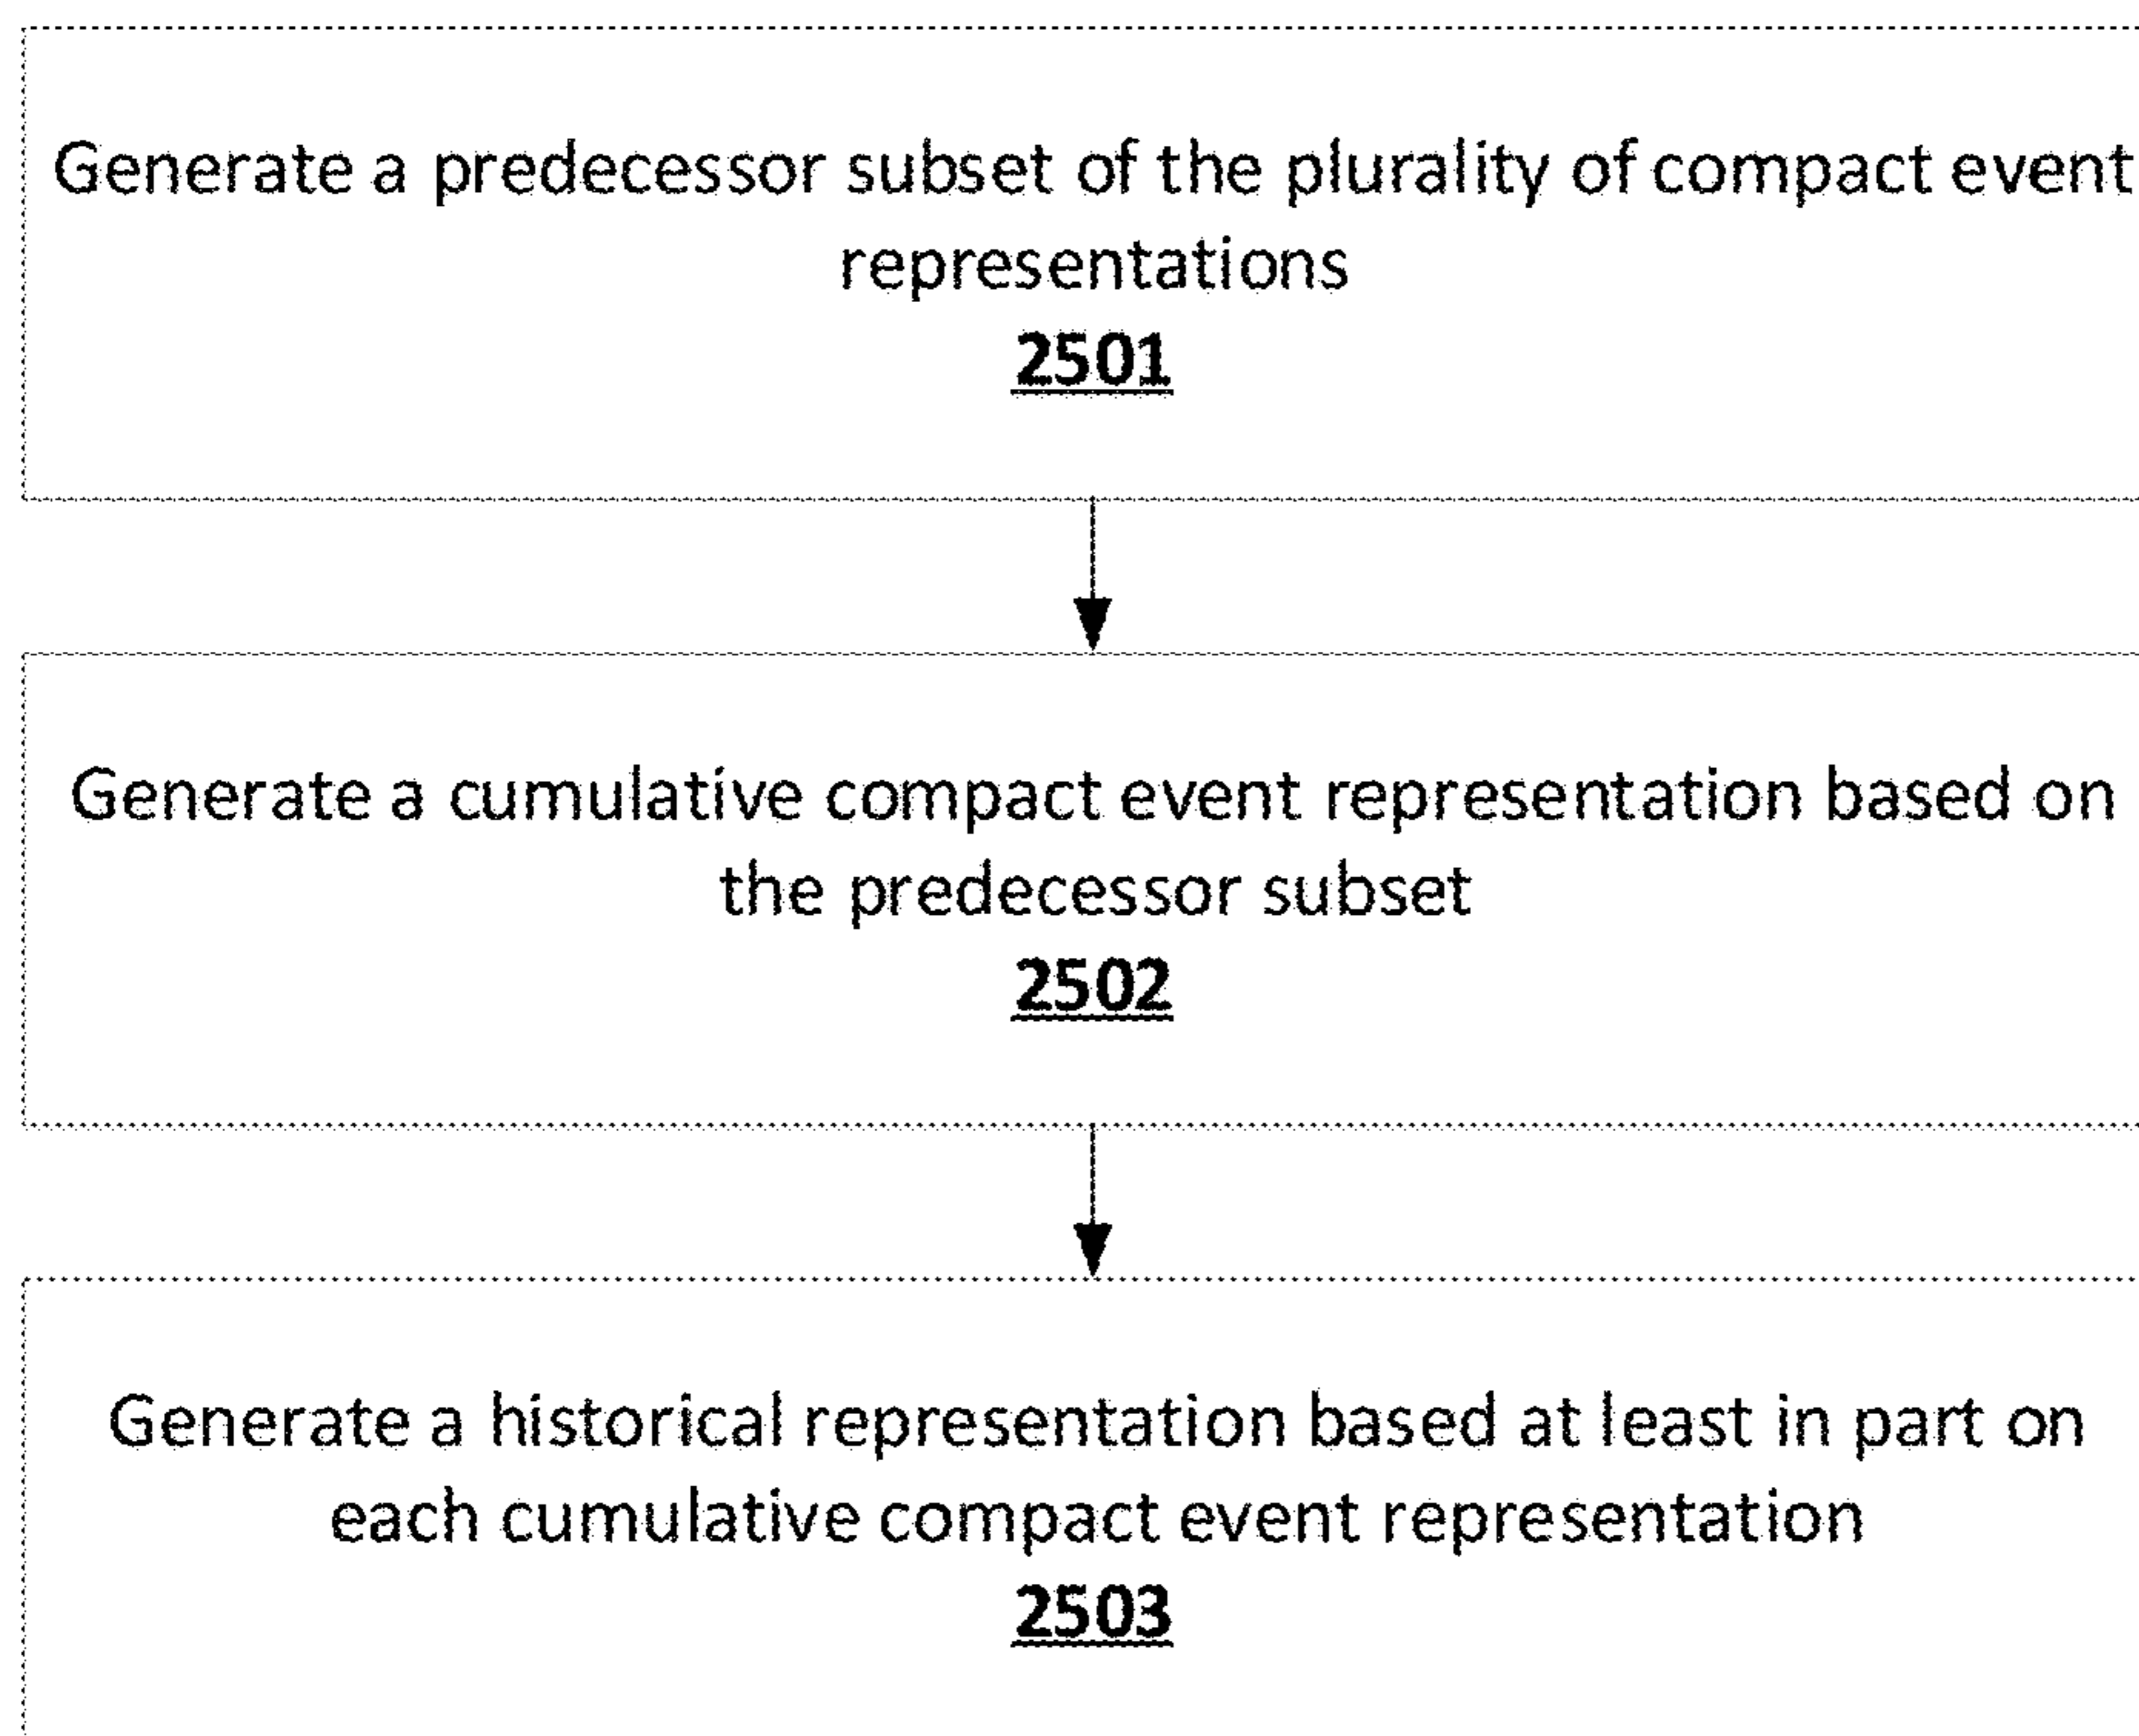 Generate a predecessor subset of the plurality of compact event
representations
2501
Generate a cumulative compact event representation based on
the predecessor subset
2502
Generate a historical representation based at least in part on
each cumulative compact event representation
2503